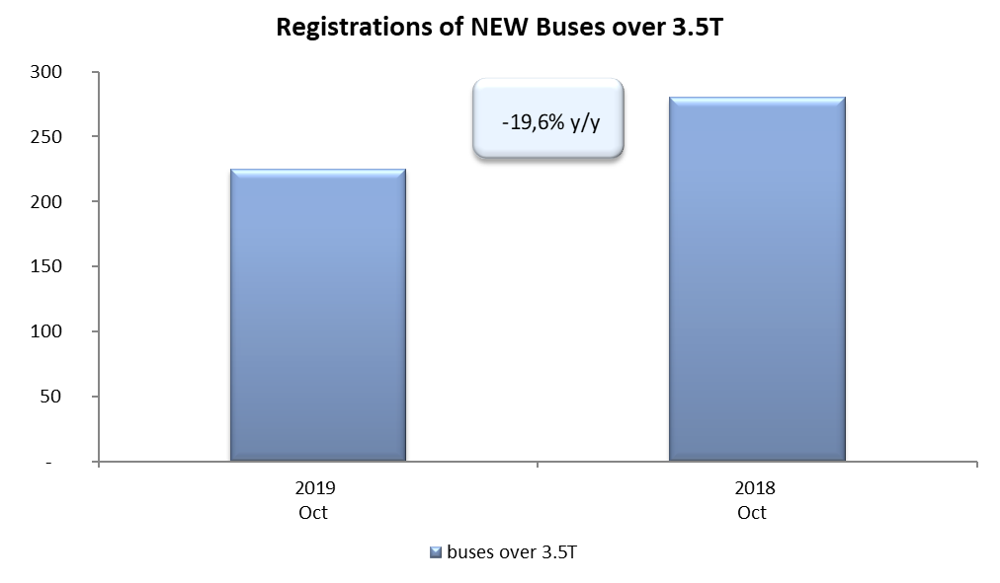 Registrations of NEW Buses over 3.5T
300
250
200
150
100
50
-
-19,6% y/y
2019
Oct
2018
Oct
buses over 3.5T